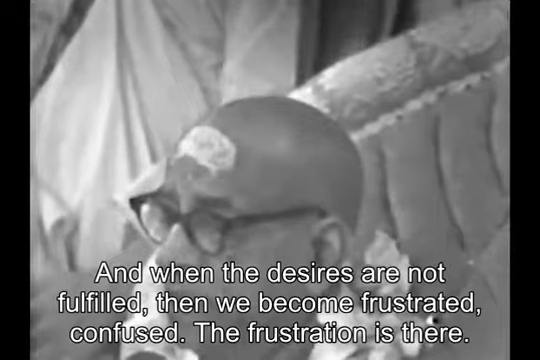 And when the desires are not
fulfilled, then we become frustrated,
confused. The frustration is there.